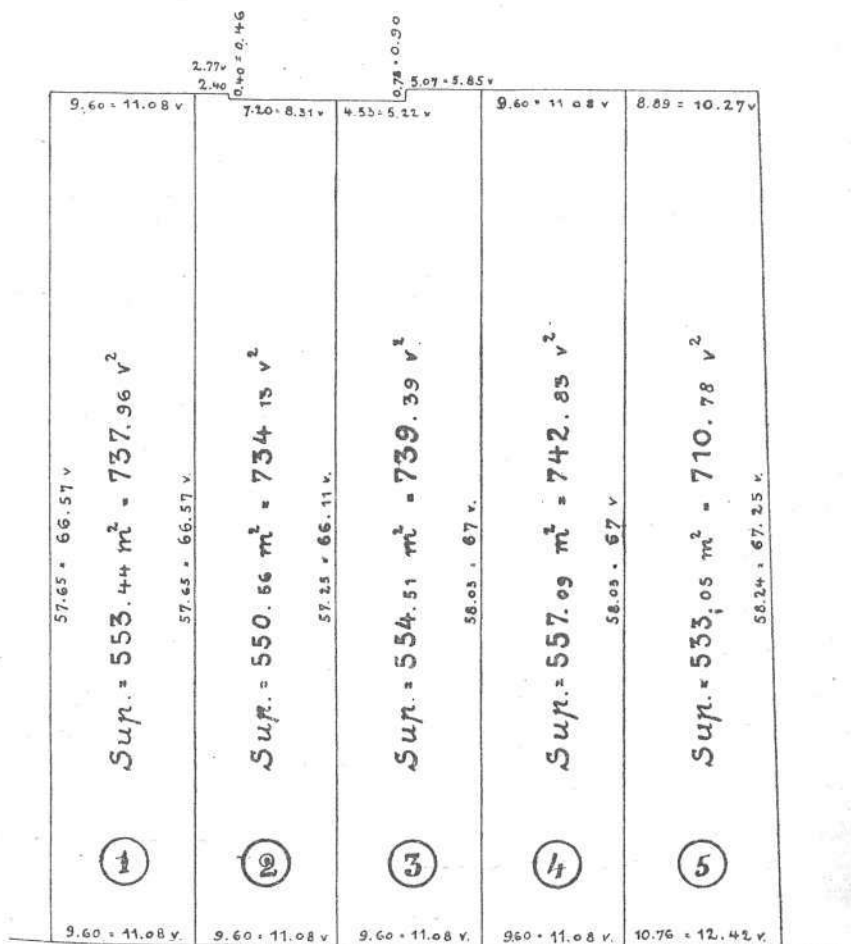 0.40 = 0.46
0.78 = 0.90
2.77v
2.40
5.07 = 5.85 v
9.60 = 11.08 v
7.20 = 8.31 v
4.53 = 5.22 v
9.60 = 11 08 v
8.89 = 10.27 v
57.65 = 66.57 v.
Sup. = 553.44 m² = 737.96 v²
57.65 = 66.57 v.
Sup. = 550.56 m² = 734 13 v²
57.25 = 66.11 v.
Sup. = 554.51 m² = 739.39 v²
58.03 = 67 v.
Sup. = 557.09 m² = 742.83 v²
58.03 = 67 v
Sup. = 533,05 m² = 710.78 v²
58.24 = 67.25 v.
1
2
3
4
5
9.60 = 11.08 v.
9.60 = 11.08 v
9.60 = 11.08 v.
9.60 = 11.08 v.
10.76 = 12.42 v.